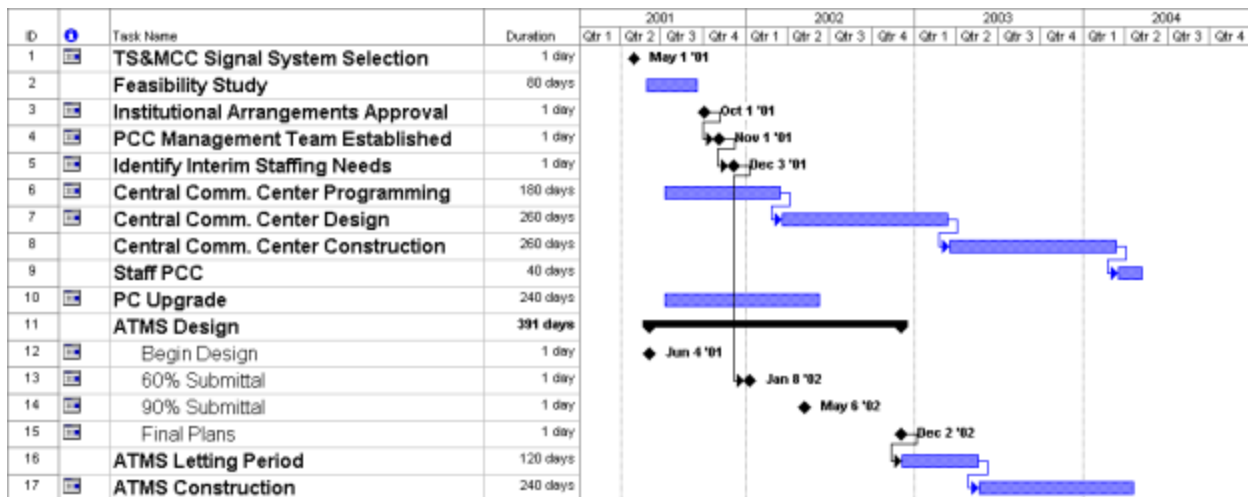 2001 2002 2003 2004
ID Task Name Duration Qtr 1 Qtr 2 Qtr 3 Qtr 4 Qtr 1 Qtr 2 Qtr 3 Qtr 4 Qtr 1 Qtr 2 Qtr 3 Qtr 4 Qtr 1 Qtr 2 Qtr 3 Qtr 4
1 TS&MCC Signal System Selection 1 day May 1 '01
2 Feasibility Study 80 days
3 Institutional Arrangements Approval 1 day Oct 1 '01
4 PCC Management Team Established 1 day Nov 1 '01
5 Identify Interim Staffing Needs 1 day Dec 3 '01
6 Central Comm. Center Programming 180 days
7 Central Comm. Center Design 260 days
8 Central Comm. Center Construction 260 days
9 Staff PCC 40 days
10 PC Upgrade 240 days
11 ATMS Design 391 days
12 Begin Design 1 day Jun 4 '01
13 60% Submittal 1 day Jan 8 '02
14 90% Submittal 1 day May 6 '02
15 Final Plans 1 day Dec 2 '02
16 ATMS Letting Period 120 days
17 ATMS Construction 240 days